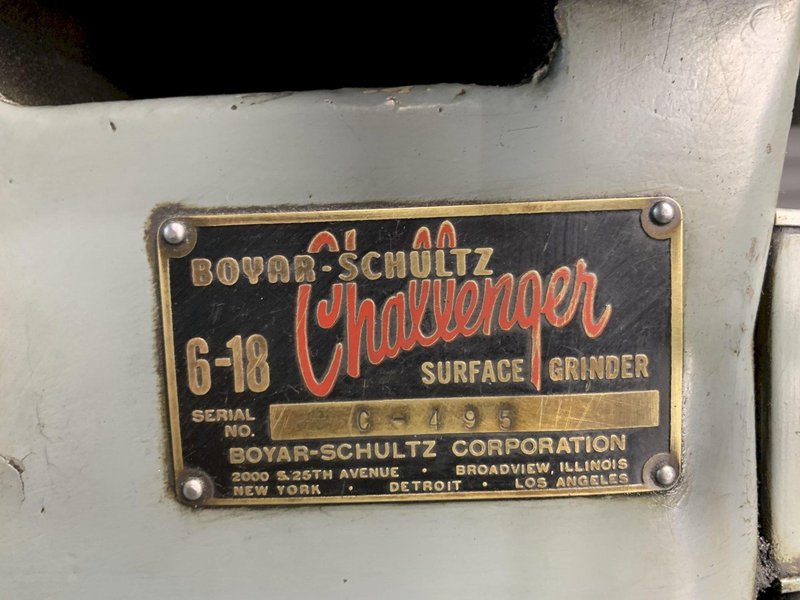 BOYAR-SCHULTZ
Challenger
6-18
SURFACE GRINDER
SERIAL NO. C-495
BOYAR-SCHULTZ CORPORATION
2000 S. 25TH AVENUE · BROADVIEW, ILLINOIS
NEW YORK · DETROIT · LOS ANGELES